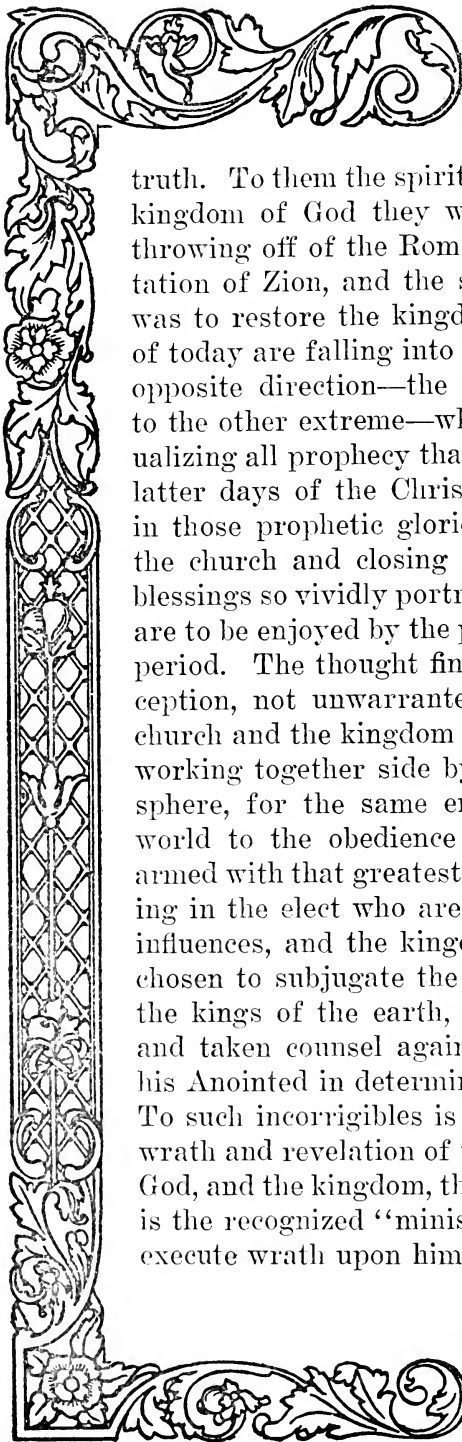 truth. To them the spirit
kingdom of God they w
throwing off of the Rom
tation of Zion, and the s
was to restore the kingd
of today are falling into
opposite direction—the
to the other extreme—wh
ualizing all prophecy tha
latter days of the Chris
in those prophetic glorie
the church and closing
blessings so vividly portr
are to be enjoyed by the p
period. The thought fin
ception, not unwarrante
church and the kingdom
working together side by
sphere, for the same en
world to the obedience
armed with that greatest
ing in the elect who are
influences, and the kingd
chosen to subjugate the
the kings of the earth,
and taken counsel again
his Anointed in determin
To such incorrigibles is
wrath and revelation of
God, and the kingdom, th
is the recognized “minis
execute wrath upon him